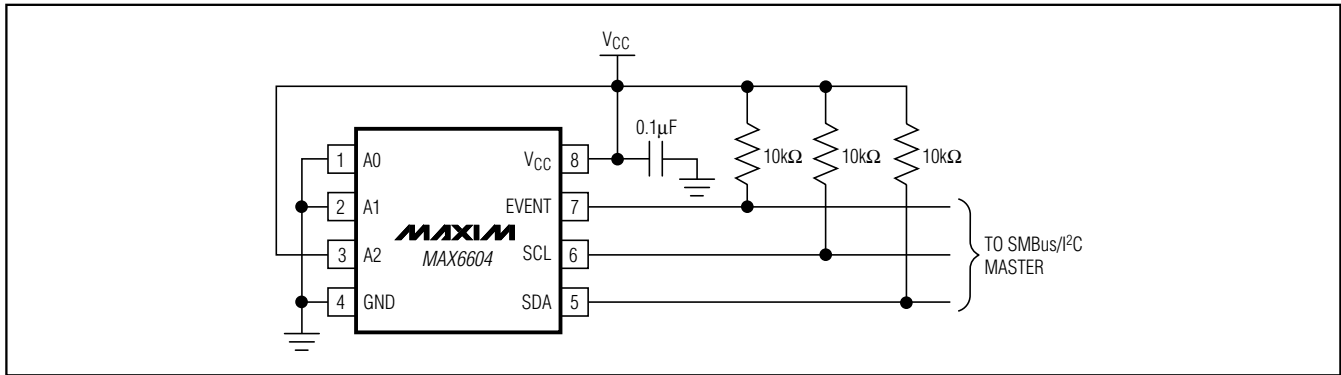 VCC
0.1μF
10kΩ 10kΩ 10kΩ
1 A0
VCC 8
2 A1
EVENT 7
MAXIM
MAX6604
3 A2
SCL 6
4 GND
SDA 5
TO SMBus/I²C
MASTER